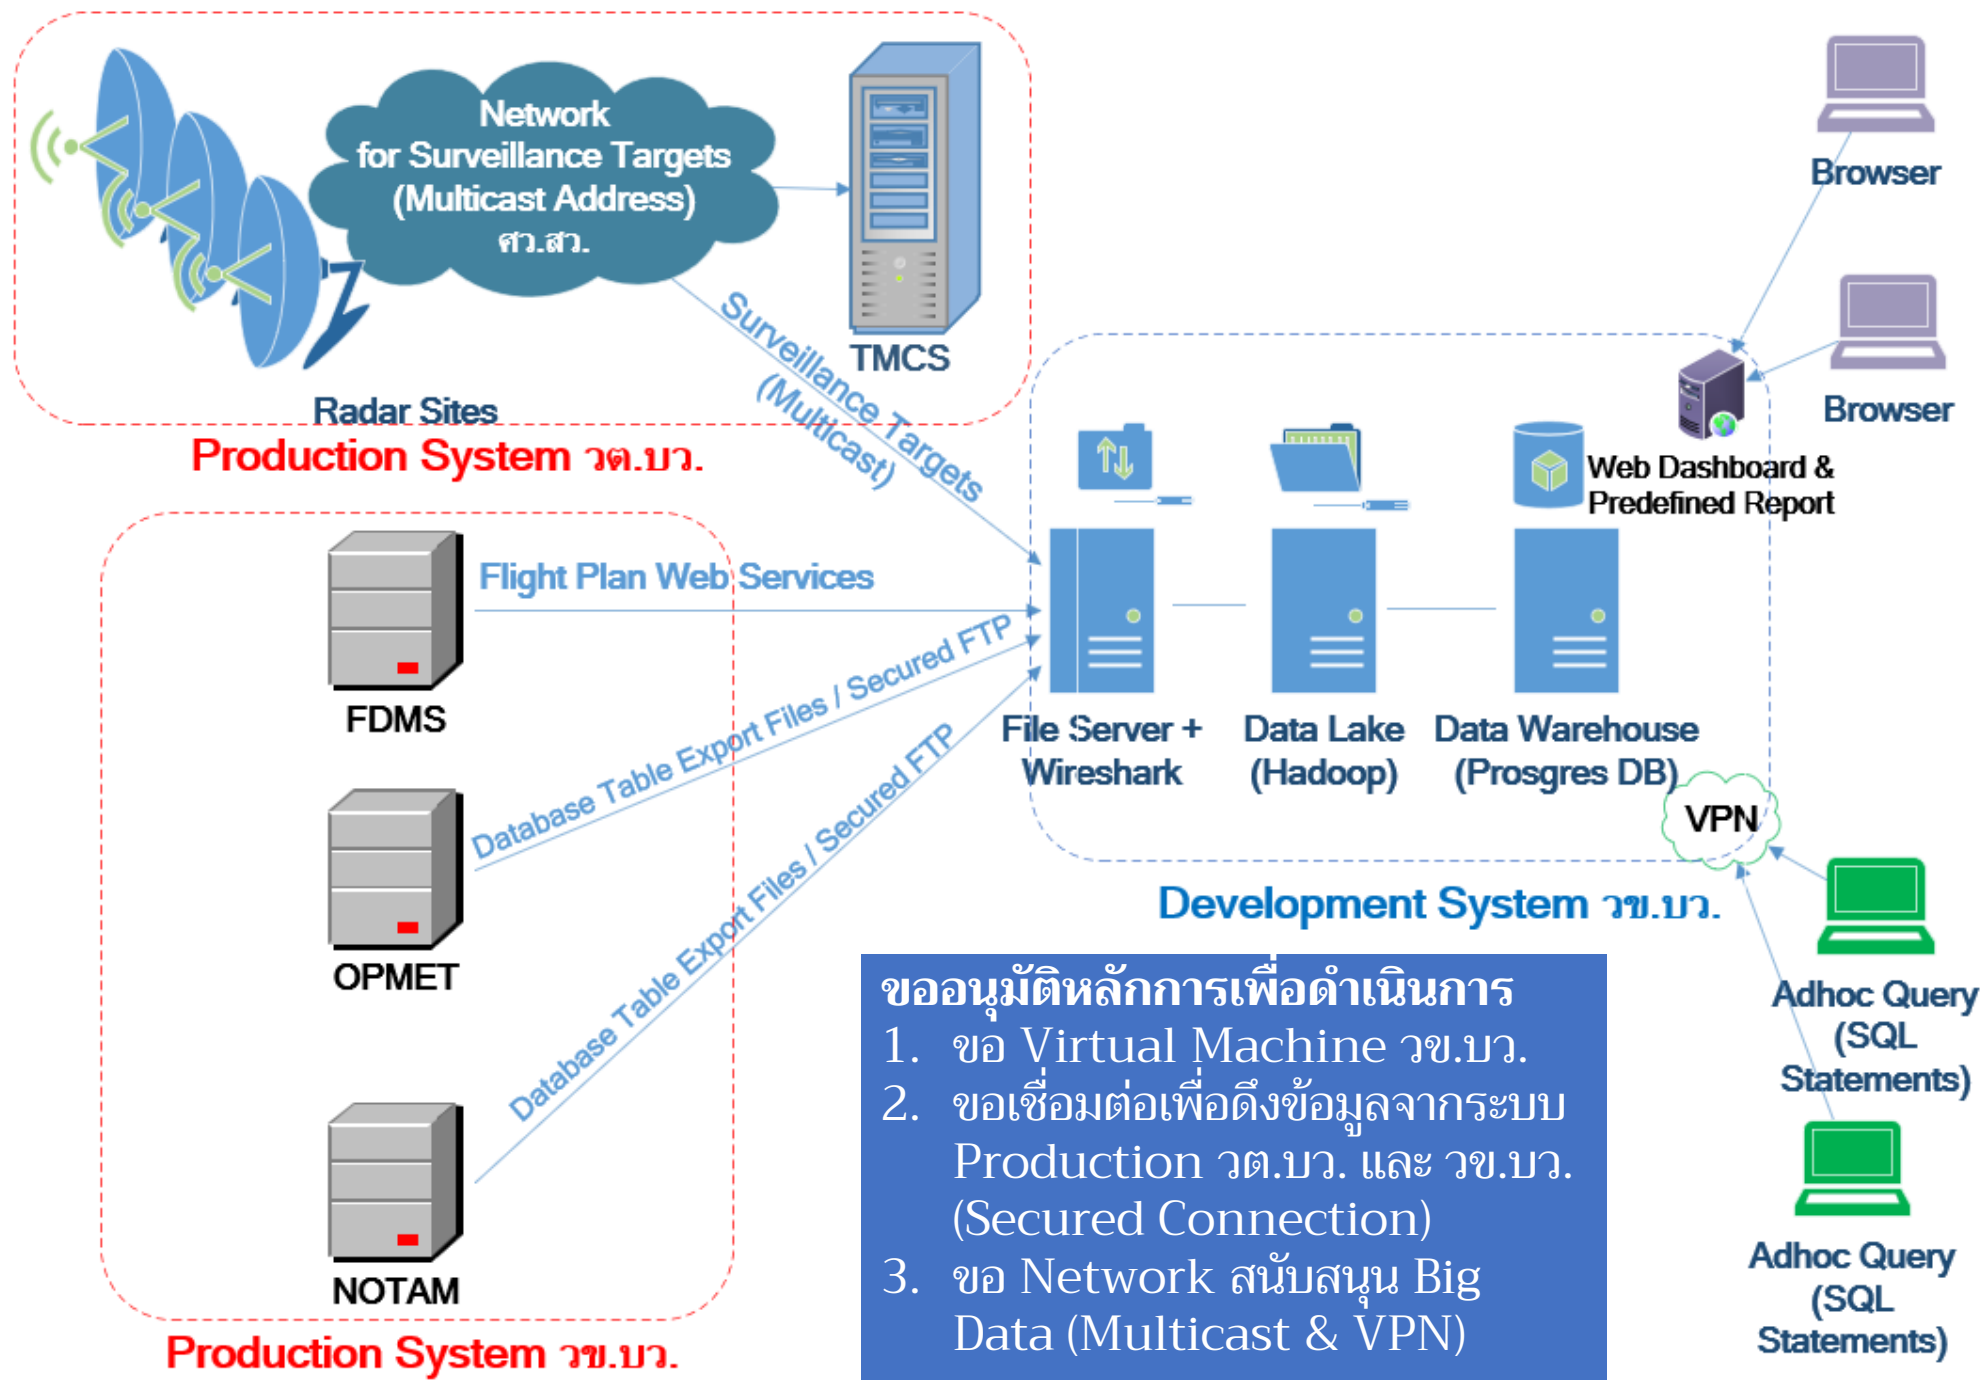 Network
for Surveillance Targets
(Multicast Address)
ศว.สว.
TMCS
Radar Sites
Production System วต.บว.
Surveillance Targets
(Multicast)
Browser
Browser
Web Dashboard &
Predefined Report
FDMS
Flight Plan Web Services
OPMET
Database Table Export Files / Secured FTP
NOTAM
Database Table Export Files / Secured FTP
Production System วข.บว.
File Server +
Wireshark
Data Lake
(Hadoop)
Data Warehouse
(Prosgres DB)
VPN
Development System วข.บว.
Adhoc Query
(SQL
Statements)
Adhoc Query
(SQL
Statements)
ขออนุมัติหลักการเพื่อดำเนินการ
1. ขอ Virtual Machine วข.บว.
2. ขอเชื่อมต่อเพื่อดึงข้อมูลจากระบบ
Production วต.บว. และ วข.บว.
(Secured Connection)
3. ขอ Network สนับสนุน Big
Data (Multicast & VPN)